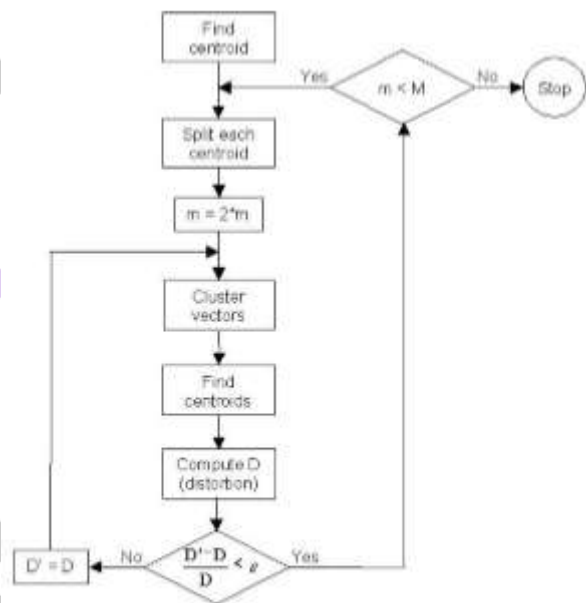 Find
centroid
Yes
m < M
No
Stop
Split each
centroid
m = 2*m
Cluster
vectors
Find
centroids
Compute D
(distortion)
D' = D
No
D'-D
D
< ε
Yes